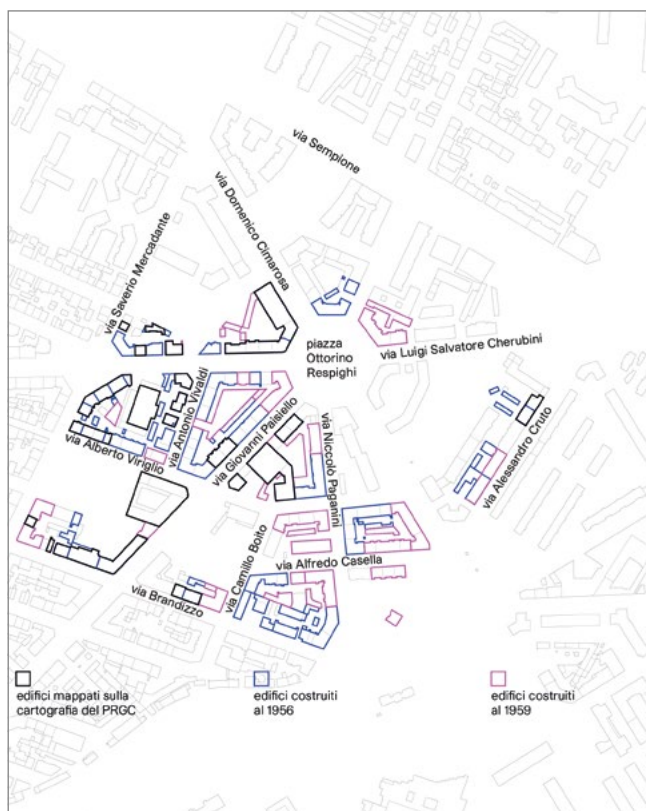 via Sempione
via Domenico Cimarosa
via Saverio Mercadante
piazza
Ottorino
Respighi
via Luigi Salvatore Cherubini
via Antonio Vivaldi
via Giovanni Paisiello
via Niccolò Paganini
via Alessandro Cruto
via Alberto Viriglio
via Camillo Boito
via Alfredo Casella
via Brandizzo
edifici mappati sulla
cartografia del PRGC
edifici costruiti
al 1956
edifici costruiti
al 1959